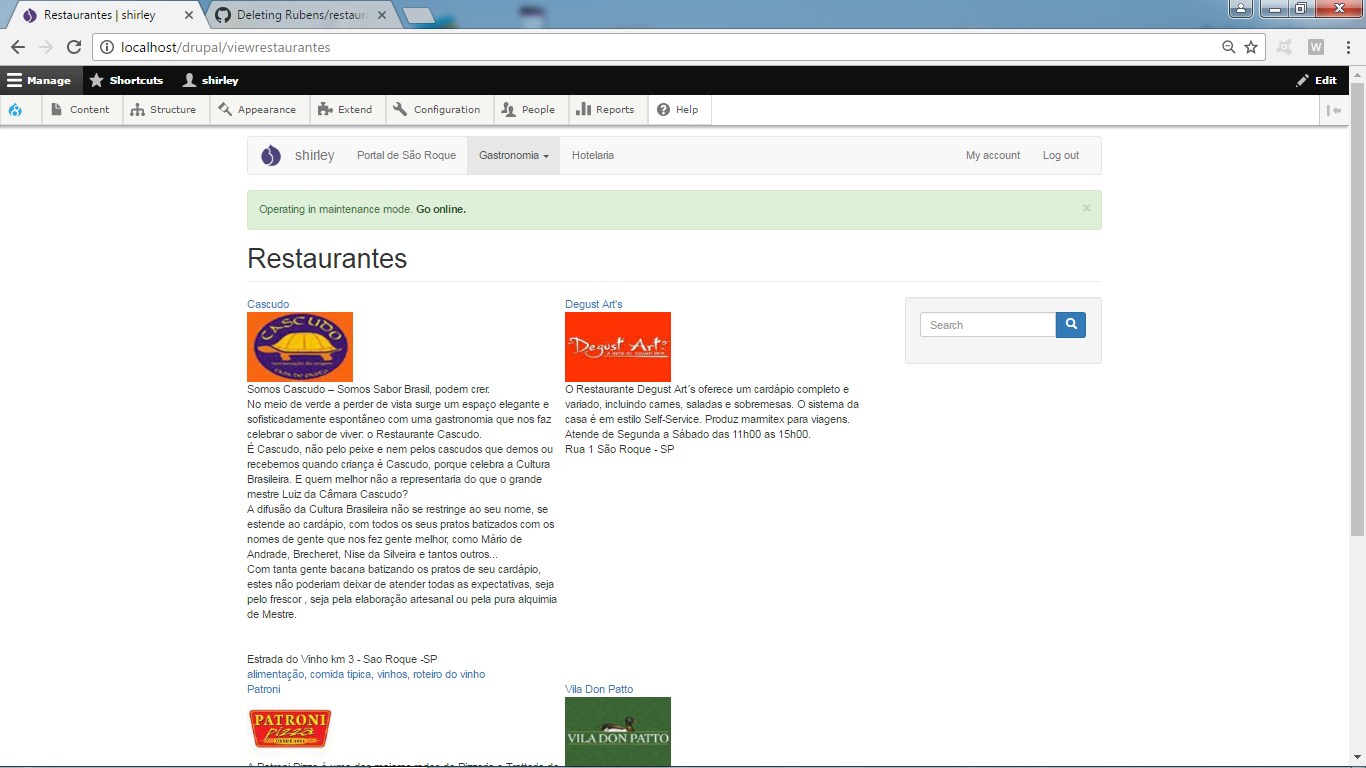 Restaurantes | shirley
Deleting Rubens/restaura
localhost/drupal/viewrestaurantes
W
Manage
Shortcuts
shirley
Edit
Content
Structure
Appearance
Extend
Configuration
People
Reports
Help
shirley
Portal de São Roque
Gastronomia
Hotelaria
My account
Log out
Operating in maintenance mode. Go online.
×
Restaurantes
Cascudo
CASCUDO
Somos Cascudo – Somos Sabor Brasil, podem crer.
No meio de verde a perder de vista surge um espaço elegante e
sofisticadamente espontâneo com uma gastronomia que nos faz
celebrar o sabor de viver: o Restaurante Cascudo.
É Cascudo, não pelo peixe e nem pelos cascudos que demos ou
recebemos quando criança é Cascudo, porque celebra a Cultura
Brasileira. E quem melhor não a representaria do que o grande
mestre Luiz da Câmara Cascudo?
A difusão da Cultura Brasileira não se restringe ao seu nome, se
estende ao cardápio, com todos os seus pratos batizados com os
nomes de gente que nos fez gente melhor, como Mário de
Andrade, Brecheret, Nise da Silveira e tantos outros...
Com tanta gente bacana batizando os pratos de seu cardápio,
estes não poderiam deixar de atender todas as expectativas, seja
pelo frescor , seja pela elaboração artesanal ou pela pura alquimia
de Mestre.
Estrada do Vinho km 3 - Sao Roque -SP
alimentação, comida tipica, vinhos, roteiro do vinho
Degust Art's
Degust Art's
O Restaurante Degust Art´s oferece um cardápio completo e
variado, incluindo carnes, saladas e sobremesas. O sistema da
casa é em estilo Self-Service. Produz marmitex para viagens.
Atende de Segunda a Sábado das 11h00 as 15h00.
Rua 1 São Roque - SP
Search
Patroni
PATRONI
pizza
Vila Don Patto
VILA DON PATTO
A Patroni Pizza é uma das maiores redes de Pizzaria e Trattoria do